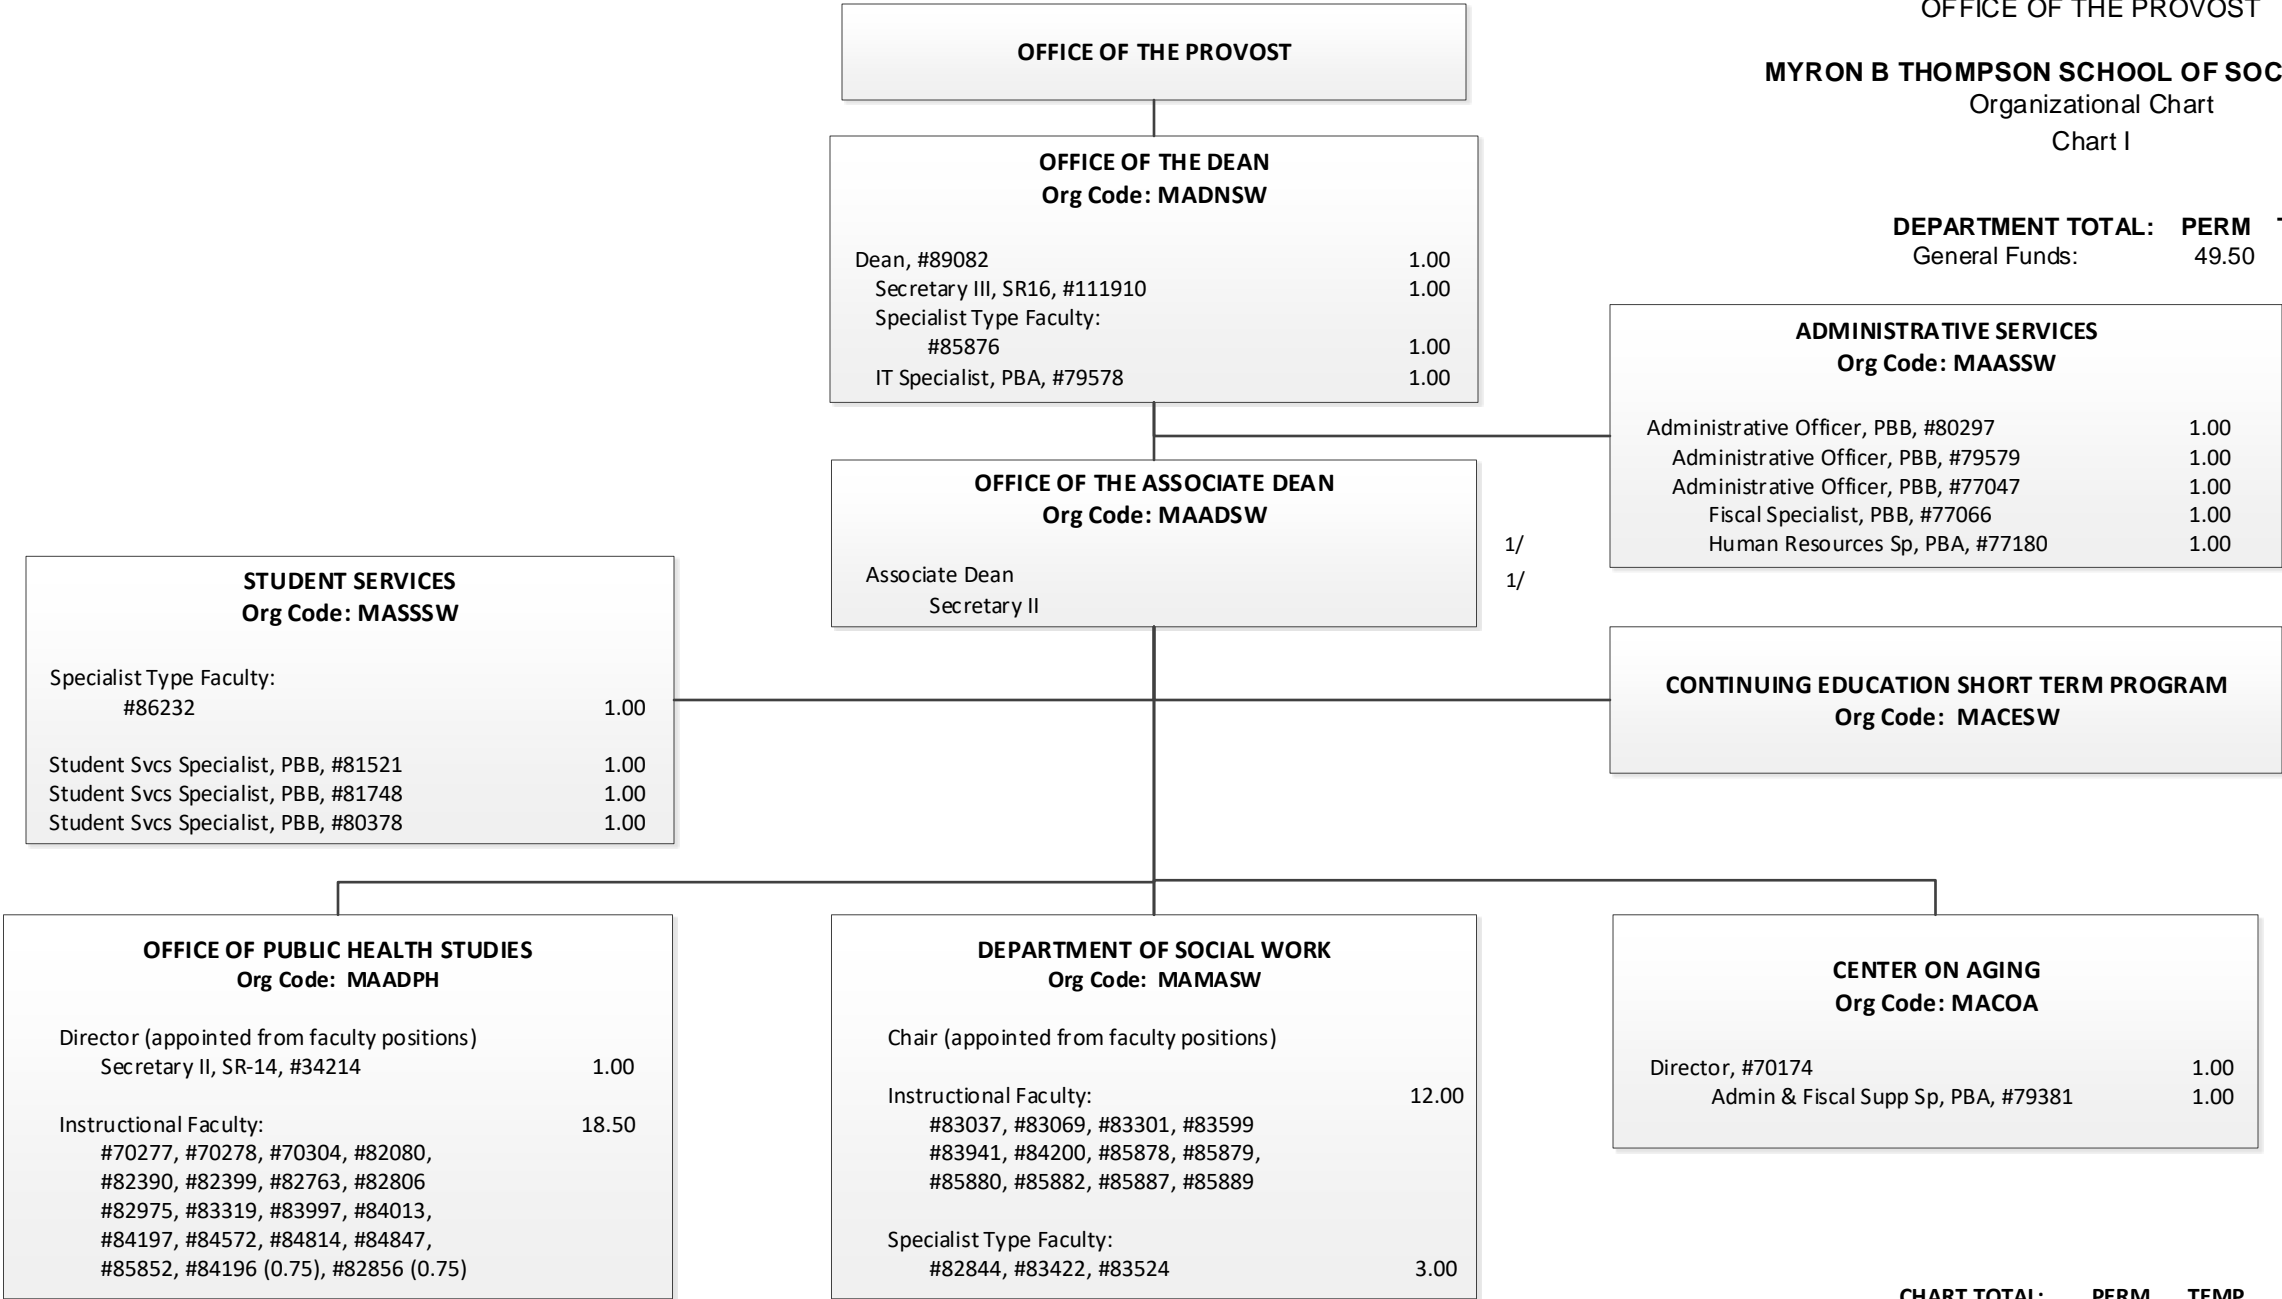 OFFICE OF THE PROVOST
OFFICE OF THE PROVOST
MYRON B THOMPSON SCHOOL OF
Organizational Chart
Chart I
DEPARTMENT TOTAL: PERM
General Funds: 49.50
OFFICE OF THE DEAN
Org Code: MADNSW
Dean, #89082 1.00
Secretary III, SR16, #111910 1.00
Specialist Type Faculty:
#85876 1.00
IT Specialist, PBA, #79578 1.00
ADMINISTRATIVE SERVICES
Org Code: MAASSW
Administrative Officer, PBB, #80297 1.00
Administrative Officer, PBB, #79579 1.00
Administrative Officer, PBB, #77047 1.00
Fiscal Specialist, PBB, #77066 1.00
Human Resources Sp, PBA, #77180 1.00
OFFICE OF THE ASSOCIATE DEAN
Org Code: MAADSW
1/
Associate Dean
1/
Secretary II
STUDENT SERVICES
Org Code: MASSSW
Specialist Type Faculty:
#86232 1.00
Student Svcs Specialist, PBB, #81521 1.00
Student Svcs Specialist, PBB, #81748 1.00
Student Svcs Specialist, PBB, #80378 1.00
CONTINUING EDUCATION SHORT TERM PROGRAM
Org Code: MACESW
OFFICE OF PUBLIC HEALTH STUDIES
Org Code: MAADPH
Director (appointed from faculty positions)
Secretary II, SR-14, #34214 1.00
Instructional Faculty: 18.50
#70277, #70278, #70304, #82080,
#82390, #82399, #82763, #82806
#82975, #83319, #83997, #84013,
#84197, #84572, #84814, #84847,
#85852, #84196 (0.75), #82856 (0.75)
DEPARTMENT OF SOCIAL WORK
Org Code: MAMASW
Chair (appointed from faculty positions)
Instructional Faculty: 12.00
#83037, #83069, #83301, #83599
#83941, #84200, #85878, #85879,
#85880, #85882, #85887, #85889
Specialist Type Faculty:
#82844, #83422, #83524 3.00
CENTER ON AGING
Org Code: MACOA
Director, #70174 1.00
Admin & Fiscal Supp Sp, PBA, #79381 1.00
CHART TOTAL: PERM TEMP